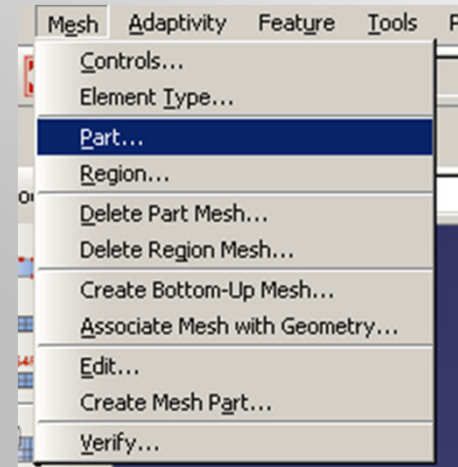 Mesh Adaptivity Feature Tools
Controls...
Element Type...
Part...
Region...
Delete Part Mesh...
Delete Region Mesh...
Create Bottom-Up Mesh...
Associate Mesh with Geometry...
Edit...
Create Mesh Part...
Verify...